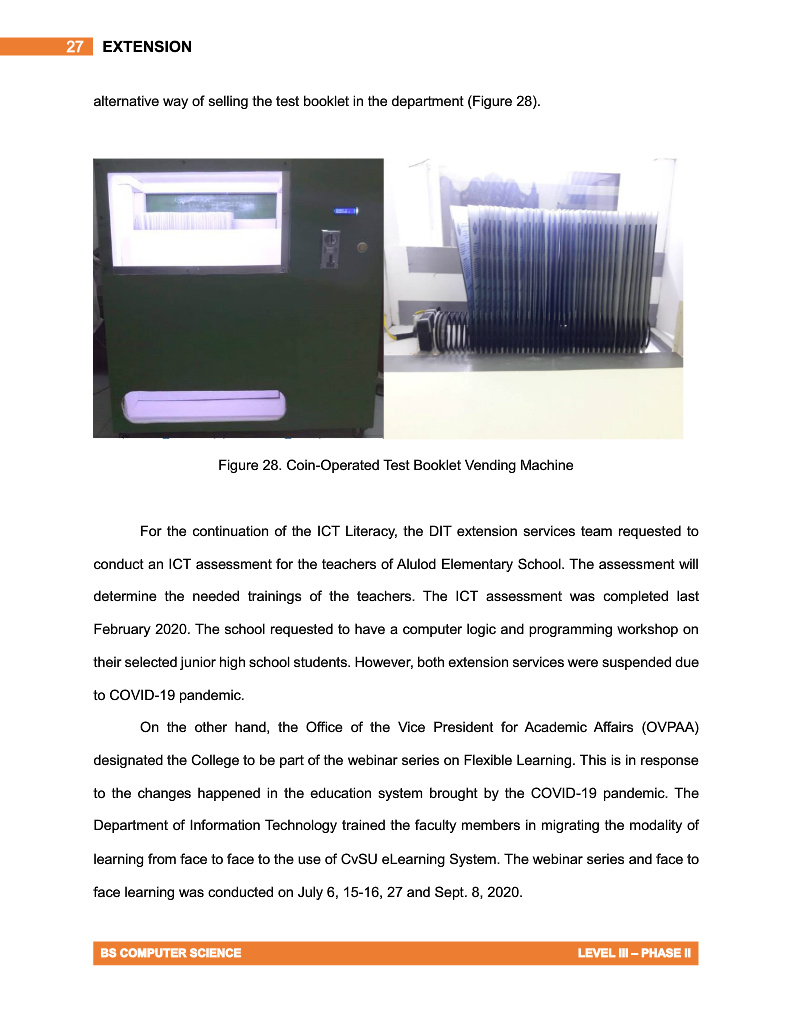 27 EXTENSION
alternative way of selling the test booklet in the department (Figure 28).
Figure 28. Coin-Operated Test Booklet Vending Machine
For the continuation of the ICT Literacy, the DIT extension services team requested to
conduct an ICT assessment for the teachers of Alulod Elementary School. The assessment will
determine the needed trainings of the teachers. The ICT assessment was completed last
February 2020. The school requested to have a computer logic and programming workshop on
their selected junior high school students. However, both extension services were suspended due
to COVID-19 pandemic.
On the other hand, the Office of the Vice President for Academic Affairs (OVPAA)
designated the College to be part of the webinar series on Flexible Learning. This is in response
to the changes happened in the education system brought by the COVID-19 pandemic. The
Department of Information Technology trained the faculty members in migrating the modality of
learning from face to face to the use of CvSU eLearning System. The webinar series and face to
face learning was conducted on July 6, 15-16, 27 and Sept. 8, 2020.
BS COMPUTER SCIENCE LEVEL III – PHASE II